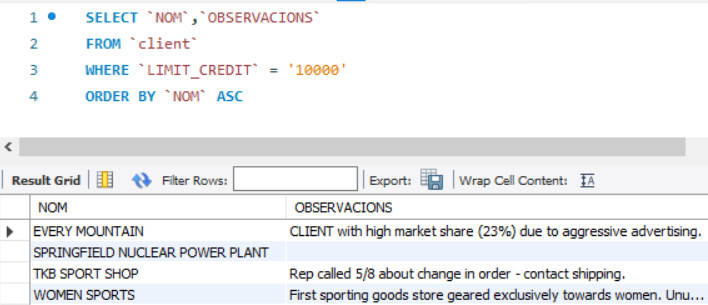 1 SELECT `NOM`,`OBSERVACIONS`
2 FROM `client`
3 WHERE `LIMIT_CREDIT` = '10000'
4 ORDER BY `NOM` ASC
Result Grid Filter Rows: Export: Wrap Cell Content: IA
NOM OBSERVACIONS
EVERY MOUNTAIN CLIENT with high market share (23%) due to aggressive advertising.
SPRINGFIELD NUCLEAR POWER PLANT
TKB SPORT SHOP Rep called 5/8 about change in order - contact shipping.
WOMEN SPORTS First sporting goods store geared exclusively towards women. Unu...